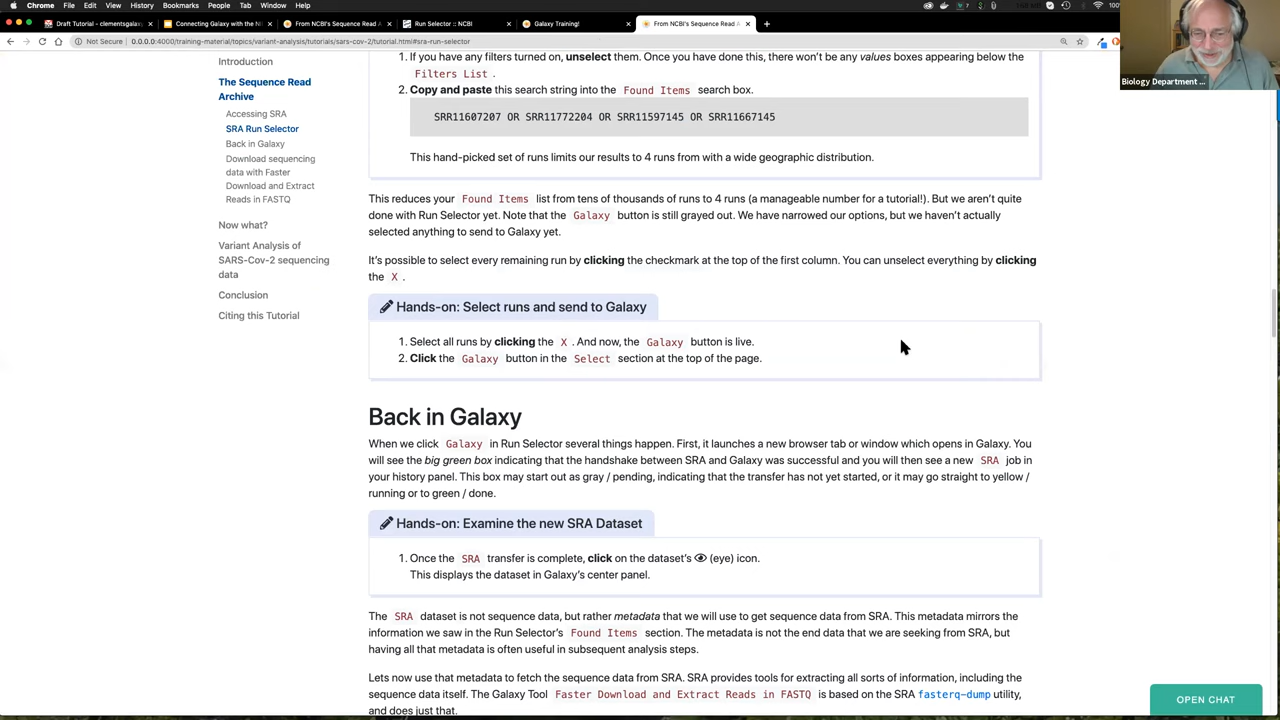 Chrome File Edit View History Bookmarks People Tab Window Help
Draft Tutorial - clementsgalax
Connecting Galaxy with the N
From NCBI's Sequence Read A
Run Selector :: NCBI
Galaxy Training!
From NCBI's Sequence Read A
Not Secure 0.0.0.0:4000/training-material/topics/variant-analysis/tutorials/sars-cov-2/tutorial.html#sra-run-selector
Biology Department ...
Introduction
The Sequence Read
Archive
Accessing SRA
SRA Run Selector
Back in Galaxy
Download sequencing
data with Faster
Download and Extract
Reads in FASTQ
Now what?
Variant Analysis of
SARS-Cov-2 sequencing
data
Conclusion
Citing this Tutorial
1. If you have any filters turned on, unselect them. Once you have done this, there won't be any values boxes appearing below the
Filters List .
2. Copy and paste this search string into the Found Items search box.
SRR11607207 OR SRR11772204 OR SRR11597145 OR SRR11667145
This hand-picked set of runs limits our results to 4 runs from with a wide geographic distribution.
This reduces your Found Items list from tens of thousands of runs to 4 runs (a manageable number for a tutorial!). But we aren't quite
done with Run Selector yet. Note that the Galaxy button is still grayed out. We have narrowed our options, but we haven't actually
selected anything to send to Galaxy yet.
It's possible to select every remaining run by clicking the checkmark at the top of the first column. You can unselect everything by clicking
the X .
Hands-on: Select runs and send to Galaxy
1. Select all runs by clicking the X . And now, the Galaxy button is live.
2. Click the Galaxy button in the Select section at the top of the page.
Back in Galaxy
When we click Galaxy in Run Selector several things happen. First, it launches a new browser tab or window which opens in Galaxy. You
will see the big green box indicating that the handshake between SRA and Galaxy was successful and you will then see a new SRA job in
your history panel. This box may start out as gray / pending, indicating that the transfer has not yet started, or it may go straight to yellow /
running or to green / done.
Hands-on: Examine the new SRA Dataset
1. Once the SRA transfer is complete, click on the dataset's (eye) icon.
This displays the dataset in Galaxy's center panel.
The SRA dataset is not sequence data, but rather metadata that we will use to get sequence data from SRA. This metadata mirrors the
information we saw in the Run Selector's Found Items section. The metadata is not the end data that we are seeking from SRA, but
having all that metadata is often useful in subsequent analysis steps.
Lets now use that metadata to fetch the sequence data from SRA. SRA provides tools for extracting all sorts of information, including the
sequence data itself. The Galaxy Tool Faster Download and Extract Reads in FASTQ is based on the SRA fasterq-dump utility,
and does just that.
OPEN CHAT